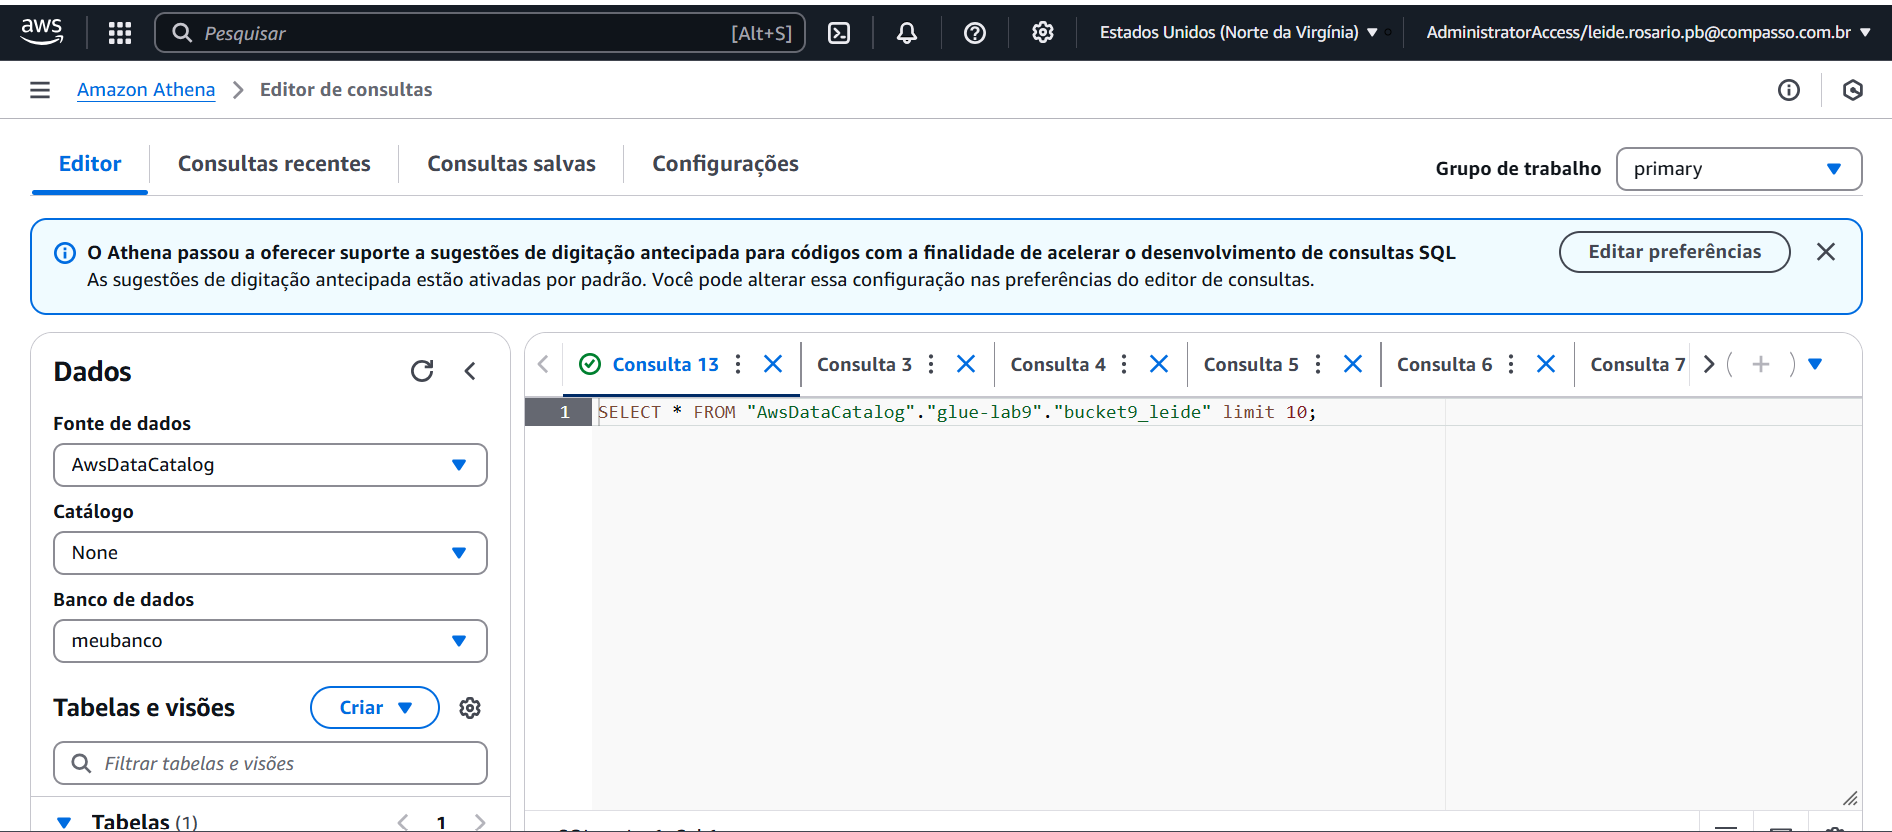 aws
Pesquisar [Alt+S]
Estados Unidos (Norte da Virgínia)
AdministratorAccess/leide.rosario.pb@compasso.com.br
Amazon Athena > Editor de consultas
Editor
Consultas recentes
Consultas salvas
Configurações
Grupo de trabalho
primary
O Athena passou a oferecer suporte a sugestões de digitação antecipada para códigos com a finalidade de acelerar o desenvolvimento de consultas SQL
As sugestões de digitação antecipada estão ativadas por padrão. Você pode alterar essa configuração nas preferências do editor de consultas.
Editar preferências
Dados
Fonte de dados
AwsDataCatalog
Catálogo
None
Banco de dados
meubanco
Tabelas e visões
Criar
Filtrar tabelas e visões
Tabelas (1)
1
Consulta 13
Consulta 3
Consulta 4
Consulta 5
Consulta 6
Consulta 7
1 SELECT * FROM "AwsDataCatalog"."glue-lab9"."bucket9_leide" limit 10;